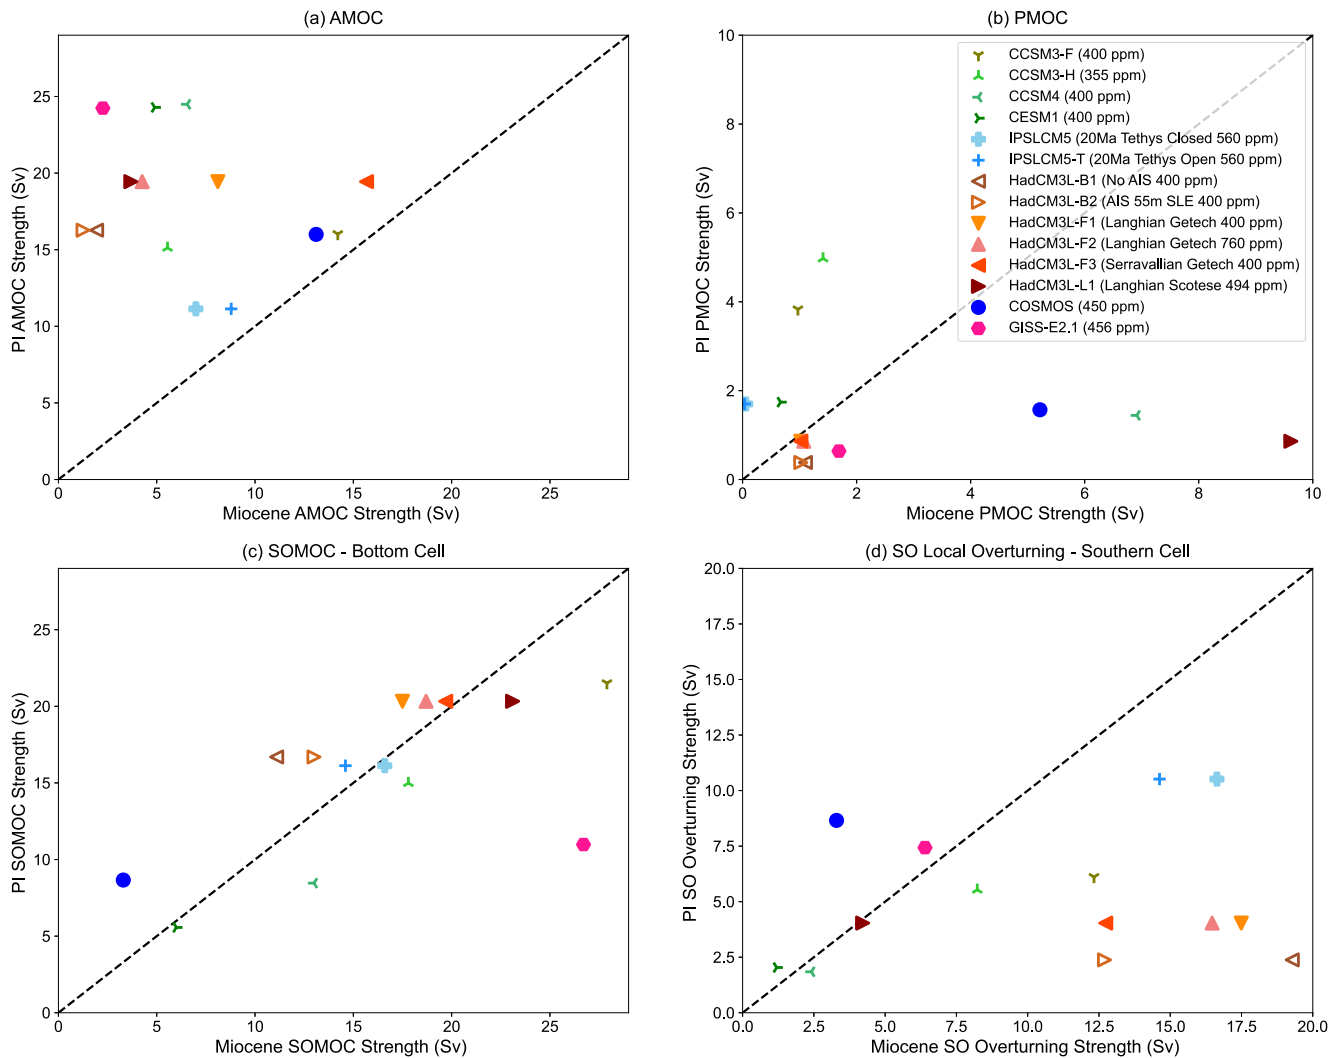 (a) AMOC
PI AMOC Strength (Sv)
25
20
15
10
5
0
0 5 10 15 20 25
Miocene AMOC Strength (Sv)
(b) PMOC
PI PMOC Strength (Sv)
10
8
6
4
2
0
0 2 4 6 8 10
Miocene PMOC Strength (Sv)
CCSM3-F (400 ppm)
CCSM3-H (355 ppm)
CCSM4 (400 ppm)
CESM1 (400 ppm)
IPSLCM5 (20Ma Tethys Closed 560 ppm)
IPSLCM5-T (20Ma Tethys Open 560 ppm)
HadCM3L-B1 (No AIS 400 ppm)
HadCM3L-B2 (AIS 55m SLE 400 ppm)
HadCM3L-F1 (Langhian Getech 400 ppm)
HadCM3L-F2 (Langhian Getech 760 ppm)
HadCM3L-F3 (Serravallian Getech 400 ppm)
HadCM3L-L1 (Langhian Scotese 494 ppm)
COSMOS (450 ppm)
GISS-E2.1 (456 ppm)
(c) SOMOC - Bottom Cell
PI SOMOC Strength (Sv)
25
20
15
10
5
0
0 5 10 15 20 25
Miocene SOMOC Strength (Sv)
(d) SO Local Overturning - Southern Cell
PI SO Overturning Strength (Sv)
20.0
17.5
15.0
12.5
10.0
7.5
5.0
2.5
0.0
0.0 2.5 5.0 7.5 10.0 12.5 15.0 17.5 20.0
Miocene SO Overturning Strength (Sv)